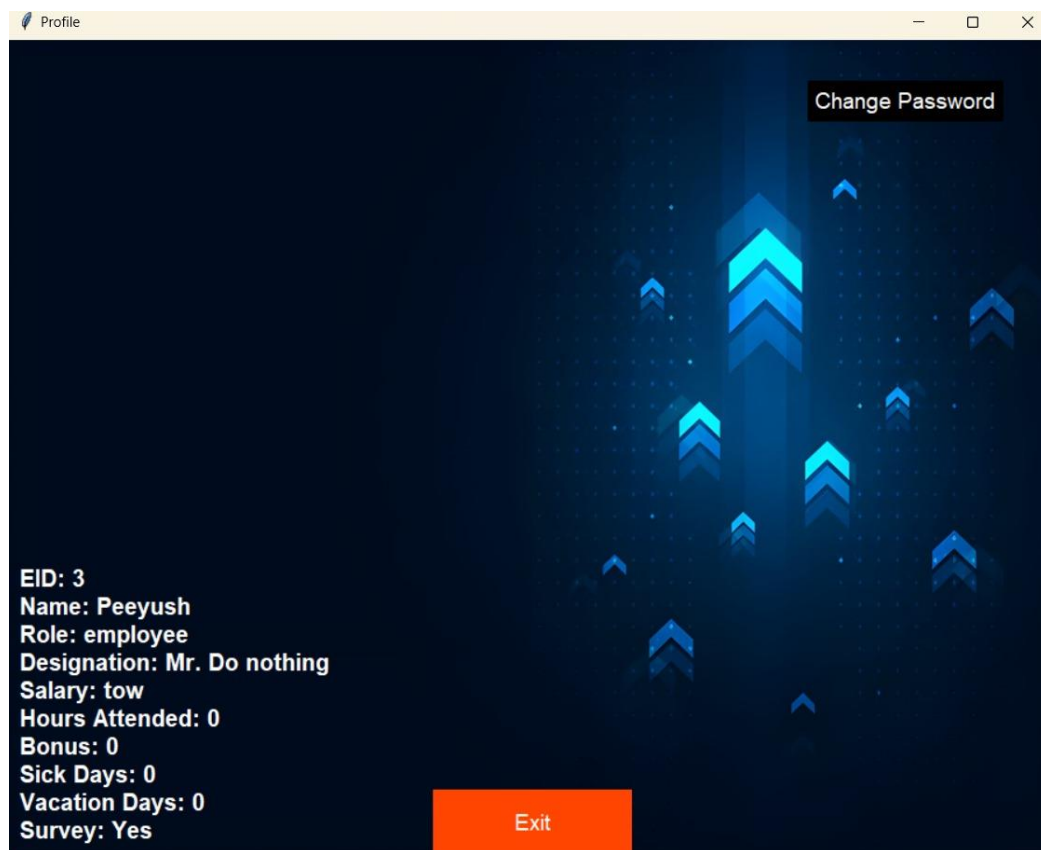 Profile
Change Password
EID: 3
Name: Peeyush
Role: employee
Designation: Mr. Do nothing
Salary: tow
Hours Attended: 0
Bonus: 0
Sick Days: 0
Vacation Days: 0
Survey: Yes
Exit